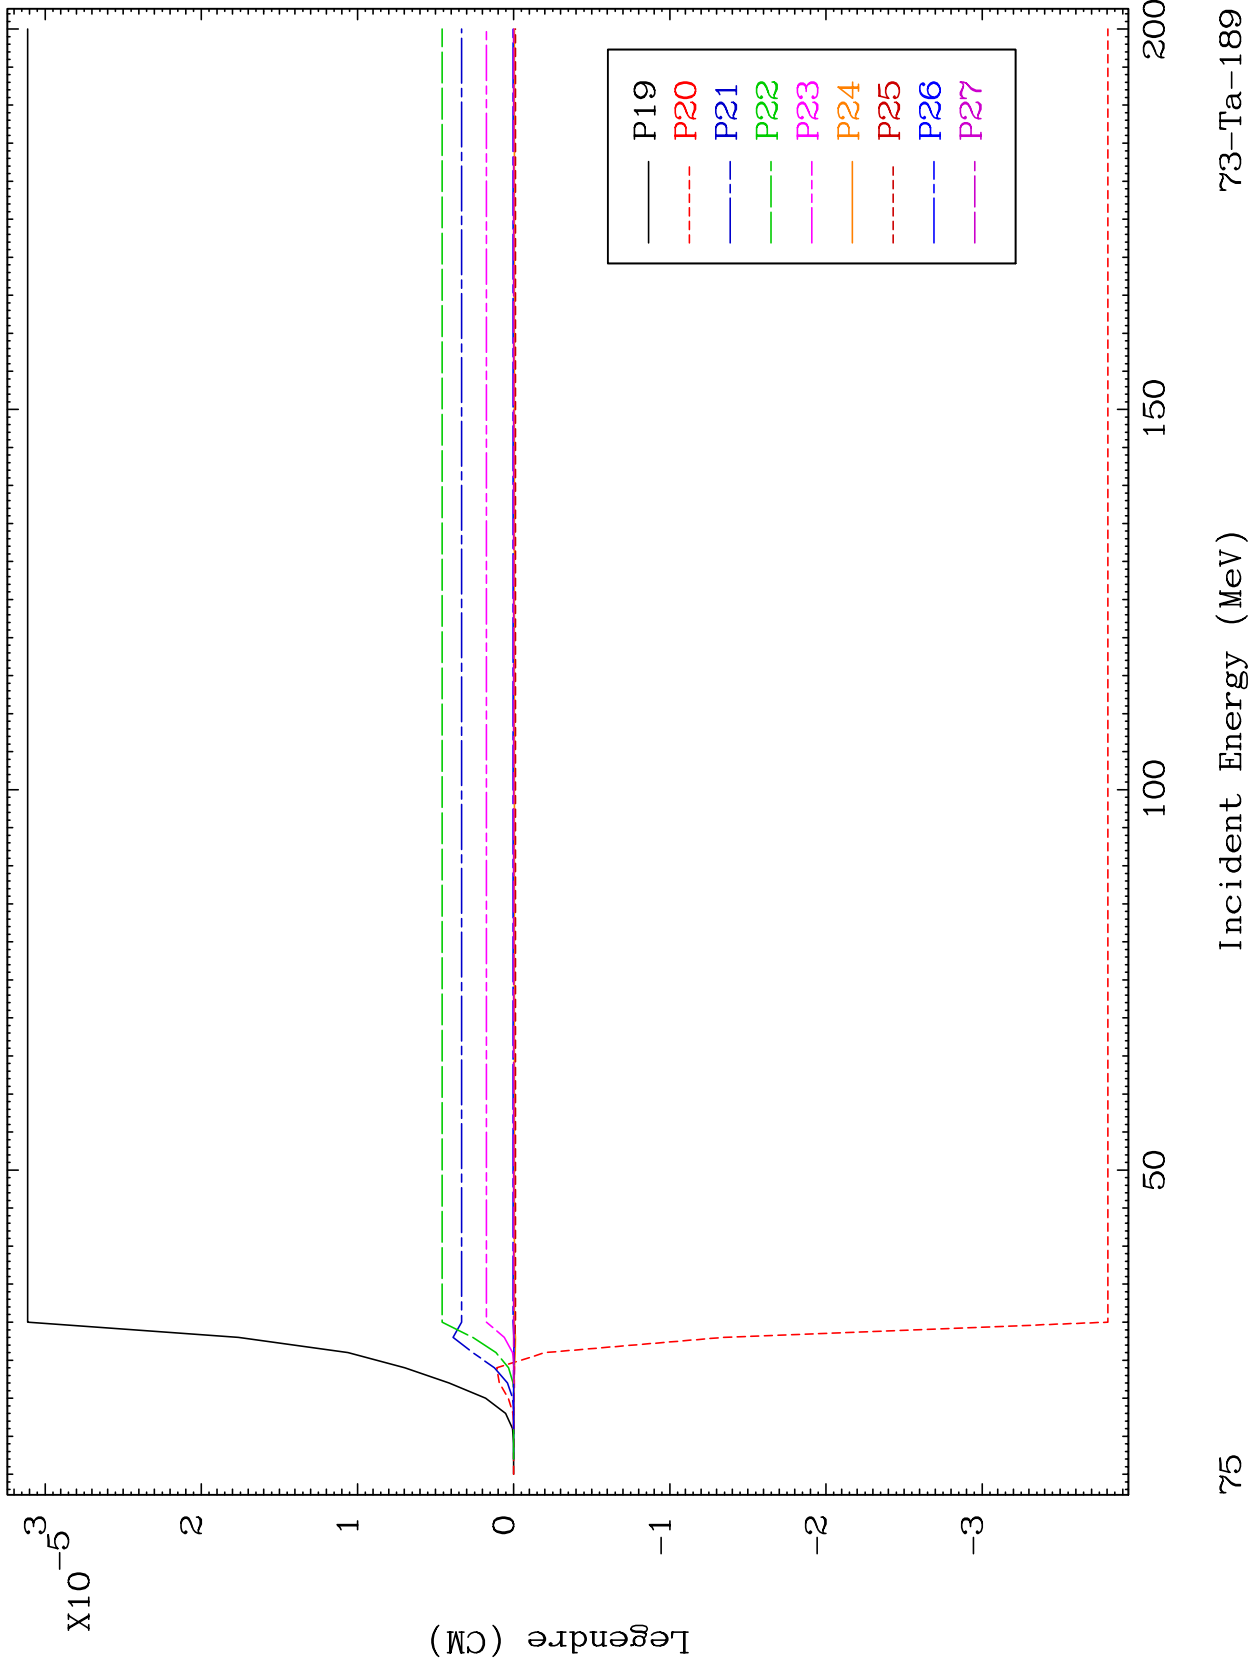 X10 -5
3
2
1
0
-1
-2
-3
Legendre (CM)
P19
P20
P21
P22
P23
P24
P25
P26
P27
50
100
150
200
75
Incident Energy (MeV)
73-Ta-189